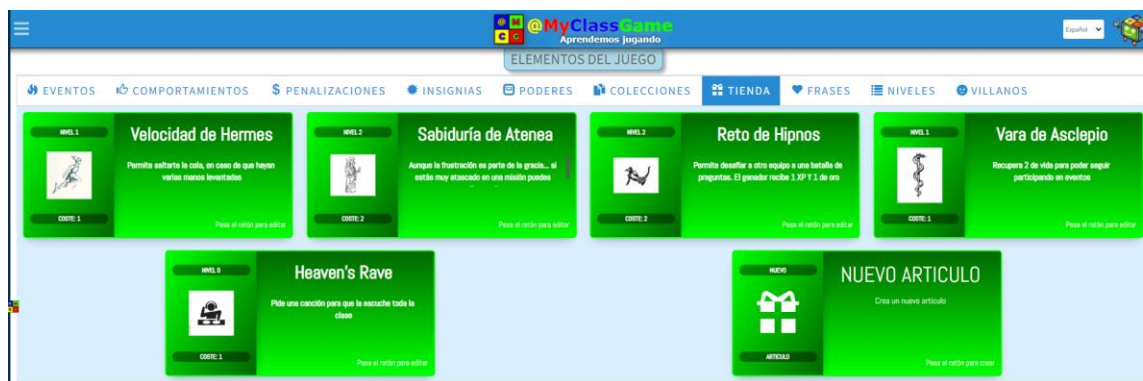 @MyClassGame
Aprendemos jugando
Español
ELEMENTOS DEL JUEGO
EVENTOS COMPORTAMIENTOS PENALIZACIONES INSIGNIAS PODERES COLECCIONES TIENDA FRASES NIVELES VILLANOS
NIVEL 1
Velocidad de Hermes
Permite saltarte la cola, en caso de que hayan
varias manos levantadas
COSTE: 1
Pasa el ratón para editar
NIVEL 2
Sabiduría de Atenea
Aunque la frustración es parte de la gracia... si
estás muy atascado en una misión puedes
COSTE: 2
Pasa el ratón para editar
NIVEL 2
Reto de Hipnos
Permite desafiar a otro equipo a una batalla de
preguntas. El ganador recibe 1 XP Y 1 de oro
COSTE: 2
Pasa el ratón para editar
NIVEL 1
Vara de Asclepio
Recupera 2 de vida para poder seguir
participando en eventos
COSTE: 1
Pasa el ratón para editar
NIVEL 0
Heaven's Rave
Pide una canción para que la escuche toda la
clase
COSTE: 1
Pasa el ratón para editar
NUEVO
NUEVO ARTICULO
Crea un nuevo artículo
ARTICULO
Pasa el ratón para crear